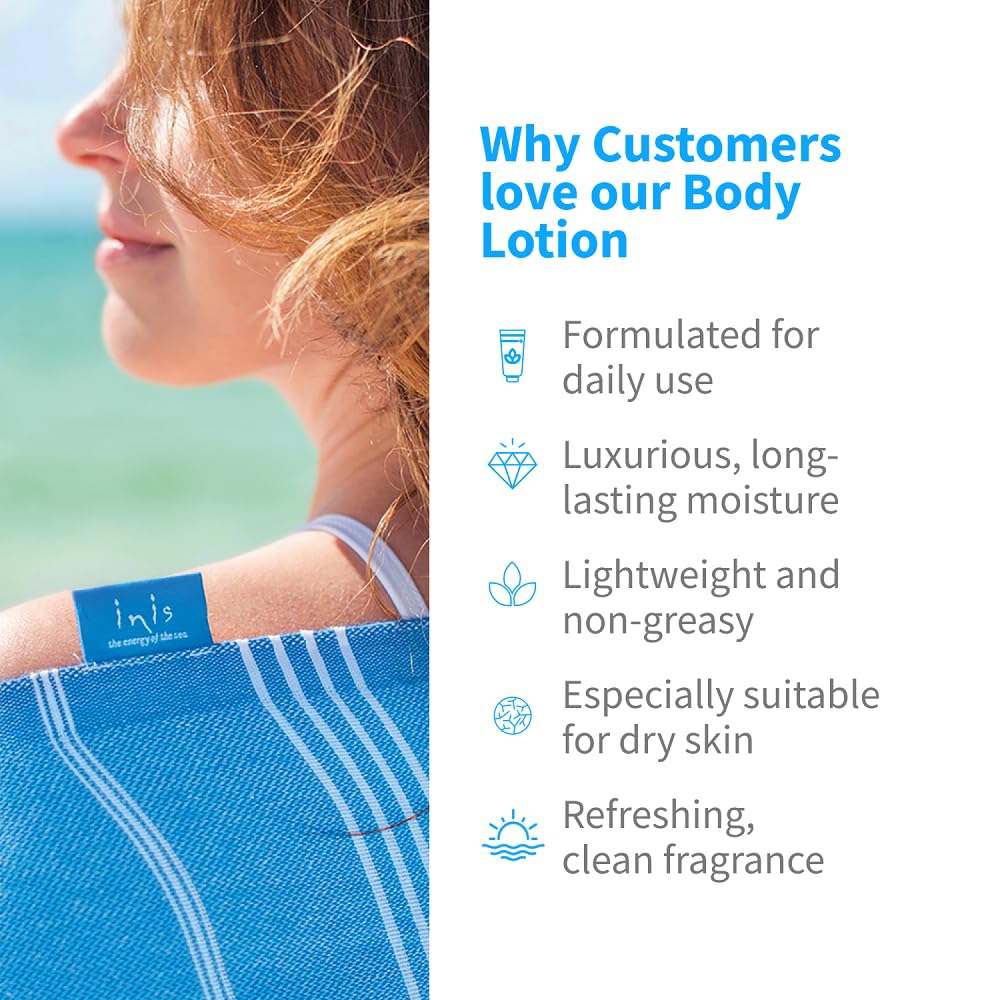 inis
the energy of the sea
Why Customers
love our Body
Lotion
Formulated for
daily use
Luxurious, long-
lasting moisture
Lightweight and
non-greasy
Especially suitable
for dry skin
Refreshing,
clean fragrance